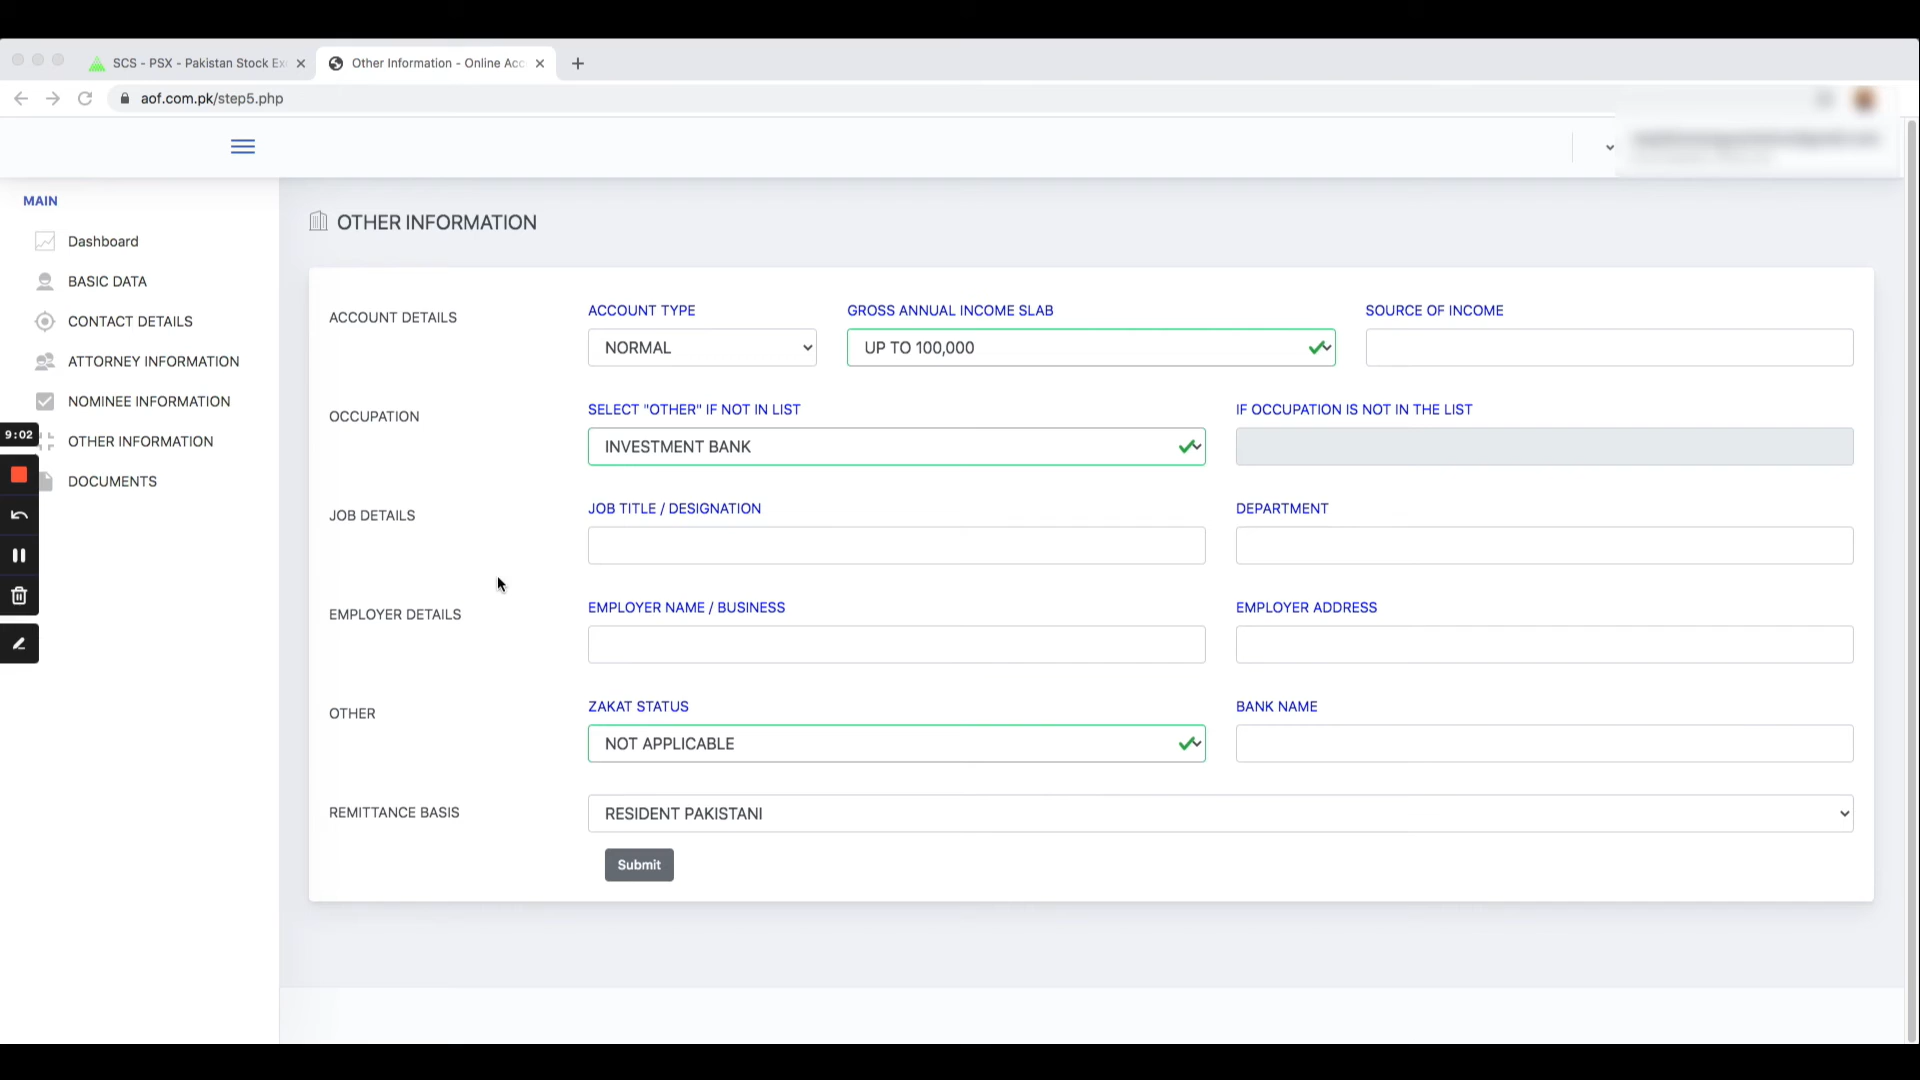 SCS - PSX - Pakistan Stock Ex
Other Information - Online Acc
aof.com.pk/step5.php
MAIN
Dashboard
BASIC DATA
CONTACT DETAILS
ATTORNEY INFORMATION
NOMINEE INFORMATION
OTHER INFORMATION
DOCUMENTS
9:02
OTHER INFORMATION
ACCOUNT DETAILS
ACCOUNT TYPE
GROSS ANNUAL INCOME SLAB
SOURCE OF INCOME
NORMAL
UP TO 100,000
OCCUPATION
SELECT "OTHER" IF NOT IN LIST
IF OCCUPATION IS NOT IN THE LIST
INVESTMENT BANK
JOB DETAILS
JOB TITLE / DESIGNATION
DEPARTMENT
EMPLOYER DETAILS
EMPLOYER NAME / BUSINESS
EMPLOYER ADDRESS
OTHER
ZAKAT STATUS
BANK NAME
NOT APPLICABLE
REMITTANCE BASIS
RESIDENT PAKISTANI
Submit